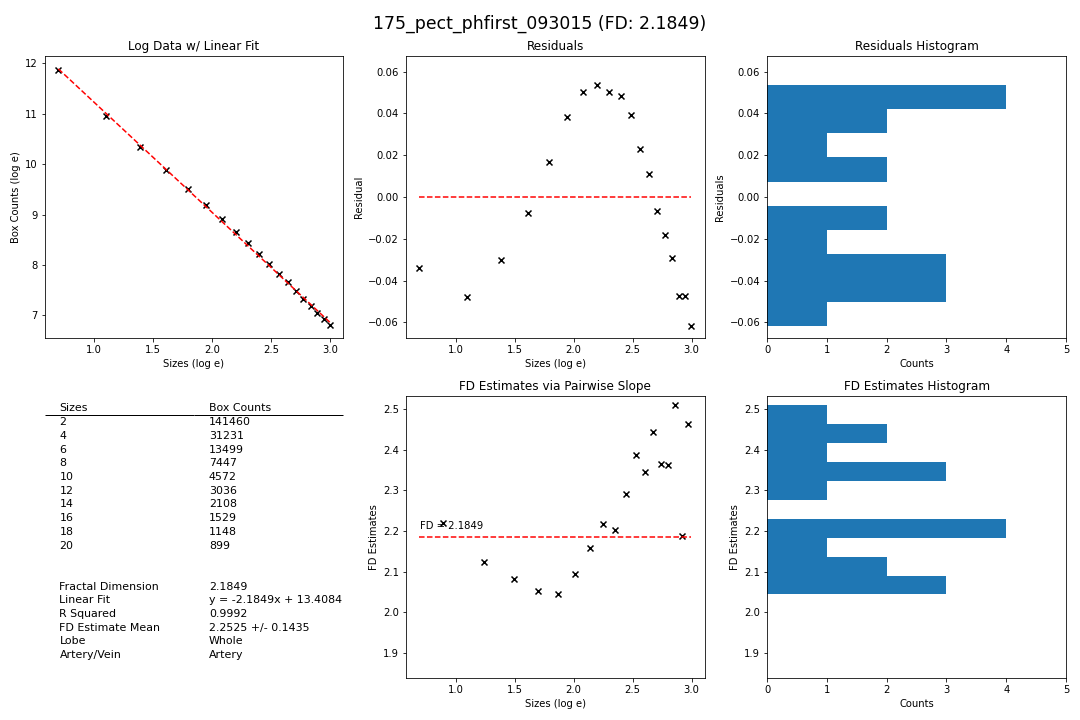 175_pect_phfirst_093015 (FD: 2.1849)
Log Data w/ Linear Fit
12
11
10
9
8
7
Box Counts (log e)
1.0 1.5 2.0 2.5 3.0
Sizes (log e)
Residuals
0.06
0.04
0.02
0.00
−0.02
−0.04
−0.06
Residual
1.0 1.5 2.0 2.5 3.0
Sizes (log e)
Residuals Histogram
0.06
0.04
0.02
0.00
−0.02
−0.04
−0.06
Residuals
0 1 2 3 4 5
Counts
Sizes Box Counts
2 141460
4 31231
6 13499
8 7447
10 4572
12 3036
14 2108
16 1529
18 1148
20 899
Fractal Dimension 2.1849
Linear Fit y = -2.1849x + 13.4084
R Squared 0.9992
FD Estimate Mean 2.2525 +/- 0.1435
Lobe Whole
Artery/Vein Artery
FD Estimates via Pairwise Slope
2.5
2.4
2.3
2.2
2.1
2.0
1.9
FD Estimates
FD = 2.1849
1.0 1.5 2.0 2.5 3.0
Sizes (log e)
FD Estimates Histogram
2.5
2.4
2.3
2.2
2.1
2.0
1.9
FD Estimates
0 1 2 3 4 5
Counts